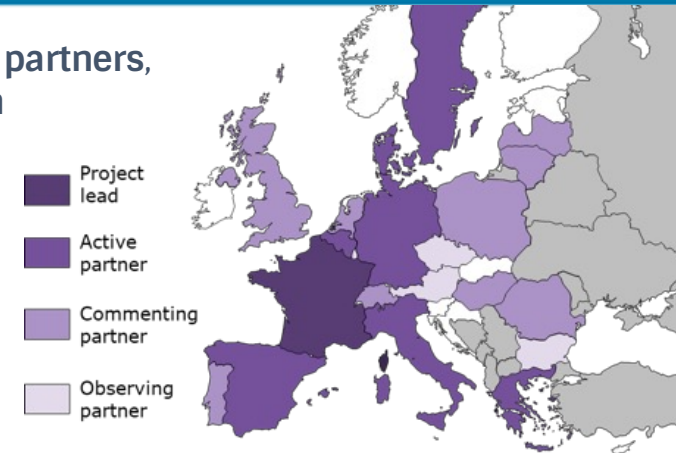 partners,
Project
lead
Active
partner
Commenting
partner
Observing
partner